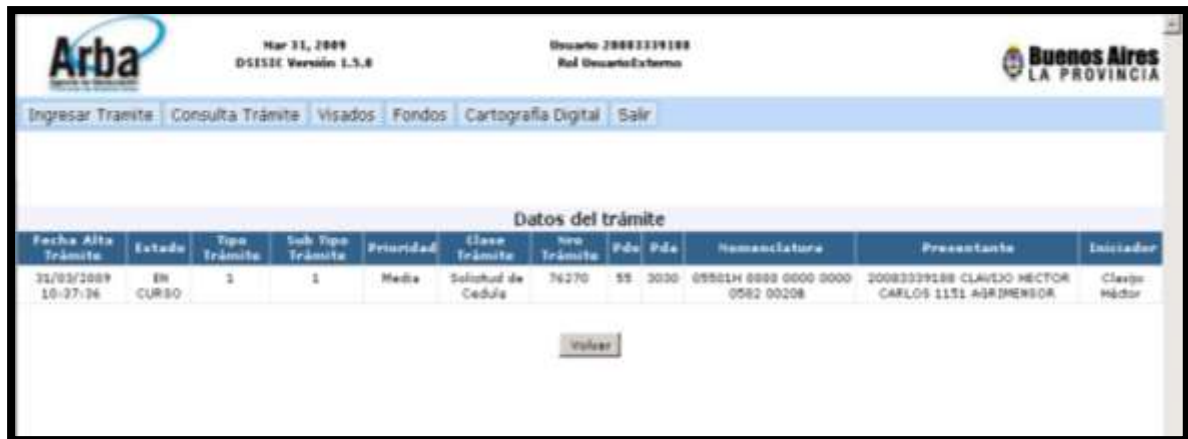 Arba
Mar 31, 2009
DSISIC Versión 1.5.0
Usuario 20083339188
Rol UsuarioExterno
Buenos Aires
LA PROVINCIA
Ingresar Tramite Consulta Trámite Visados Fondos Cartografía Digital Salir
Datos del trámite
Fecha Alta Trámite Estado Tipo Trámite Sub Tipo Trámite Prioridad Clase Trámite Nro Trámite Pdo Pda Nomenclatura Presentante Iniciador
31/03/2009 EN 1 1 Media Solicitud de 76270 55 3030 20083339188 CLAVIJO HECTOR Clavijo
10:37:36 CURSO Cedula 0582 00208 CARLOS 1151 AGRIMENSOR Héctor
Volver